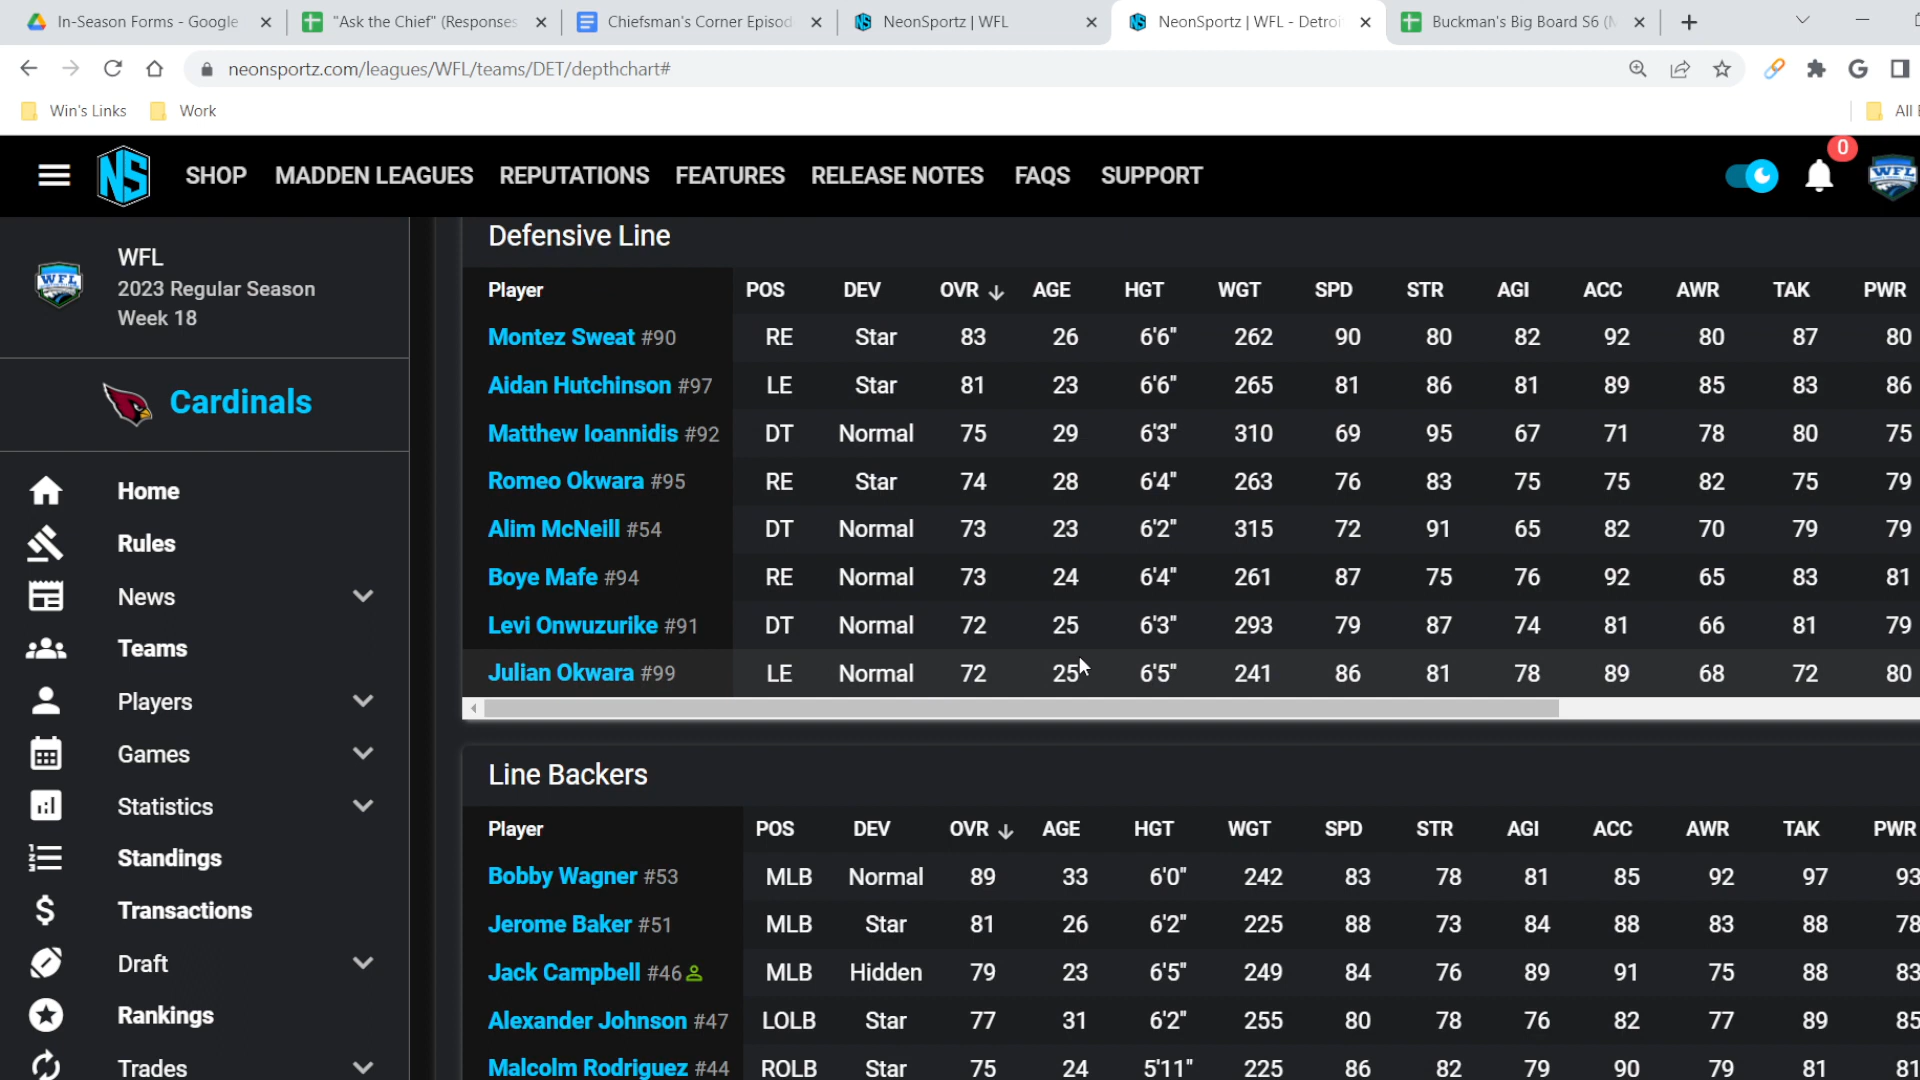 In-Season Forms - Google
"Ask the Chief" (Responses
Chiefsman's Corner Episod
NeonSportz | WFL
NeonSportz | WFL - Detroi
Buckman's Big Board S6 (
neonsportz.com/leagues/WFL/teams/DET/depthchart#
Win's Links
Work
All
NS
SHOP
MADDEN LEAGUES
REPUTATIONS
FEATURES
RELEASE NOTES
FAQS
SUPPORT
0
WFL
WFL
WFL
2023 Regular Season
Week 18
Cardinals
Home
Rules
News
Teams
Players
Games
Statistics
Standings
Transactions
Draft
Rankings
Trades
Defensive Line
Player POS DEV OVR AGE HGT WGT SPD STR AGI ACC AWR TAK PWR
Montez Sweat #90 RE Star 83 26 6'6" 262 90 80 82 92 80 87 80
Aidan Hutchinson #97 LE Star 81 23 6'6" 265 81 86 81 89 85 83 86
Matthew Ioannidis #92 DT Normal 75 29 6'3" 310 69 95 67 71 78 80 75
Romeo Okwara #95 RE Star 74 28 6'4" 263 76 83 75 75 82 75 79
Alim McNeill #54 DT Normal 73 23 6'2" 315 72 91 65 82 70 79 79
Boye Mafe #94 RE Normal 73 24 6'4" 261 87 75 76 92 65 83 81
Levi Onwuzurike #91 DT Normal 72 25 6'3" 293 79 87 74 81 66 81 79
Julian Okwara #99 LE Normal 72 25 6'5" 241 86 81 78 89 68 72 80
Line Backers
Player POS DEV OVR AGE HGT WGT SPD STR AGI ACC AWR TAK PWR
Bobby Wagner #53 MLB Normal 89 33 6'0" 242 83 78 81 85 92 97 93
Jerome Baker #51 MLB Star 81 26 6'2" 225 88 73 84 88 83 88 78
Jack Campbell #46 MLB Hidden 79 23 6'5" 249 84 76 89 91 75 88 83
Alexander Johnson #47 LOLB Star 77 31 6'2" 255 80 78 76 82 77 89 85
Malcolm Rodriguez #44 ROLB Star 75 24 5'11" 225 86 82 79 90 79 81 81